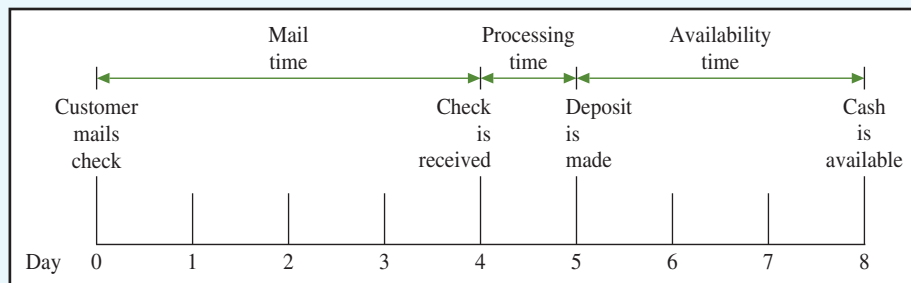 Mail Processing Availability
time time time
Customer Check Deposit Cash
mails is is is
check received made available
Day 0 1 2 3 4 5 6 7 8